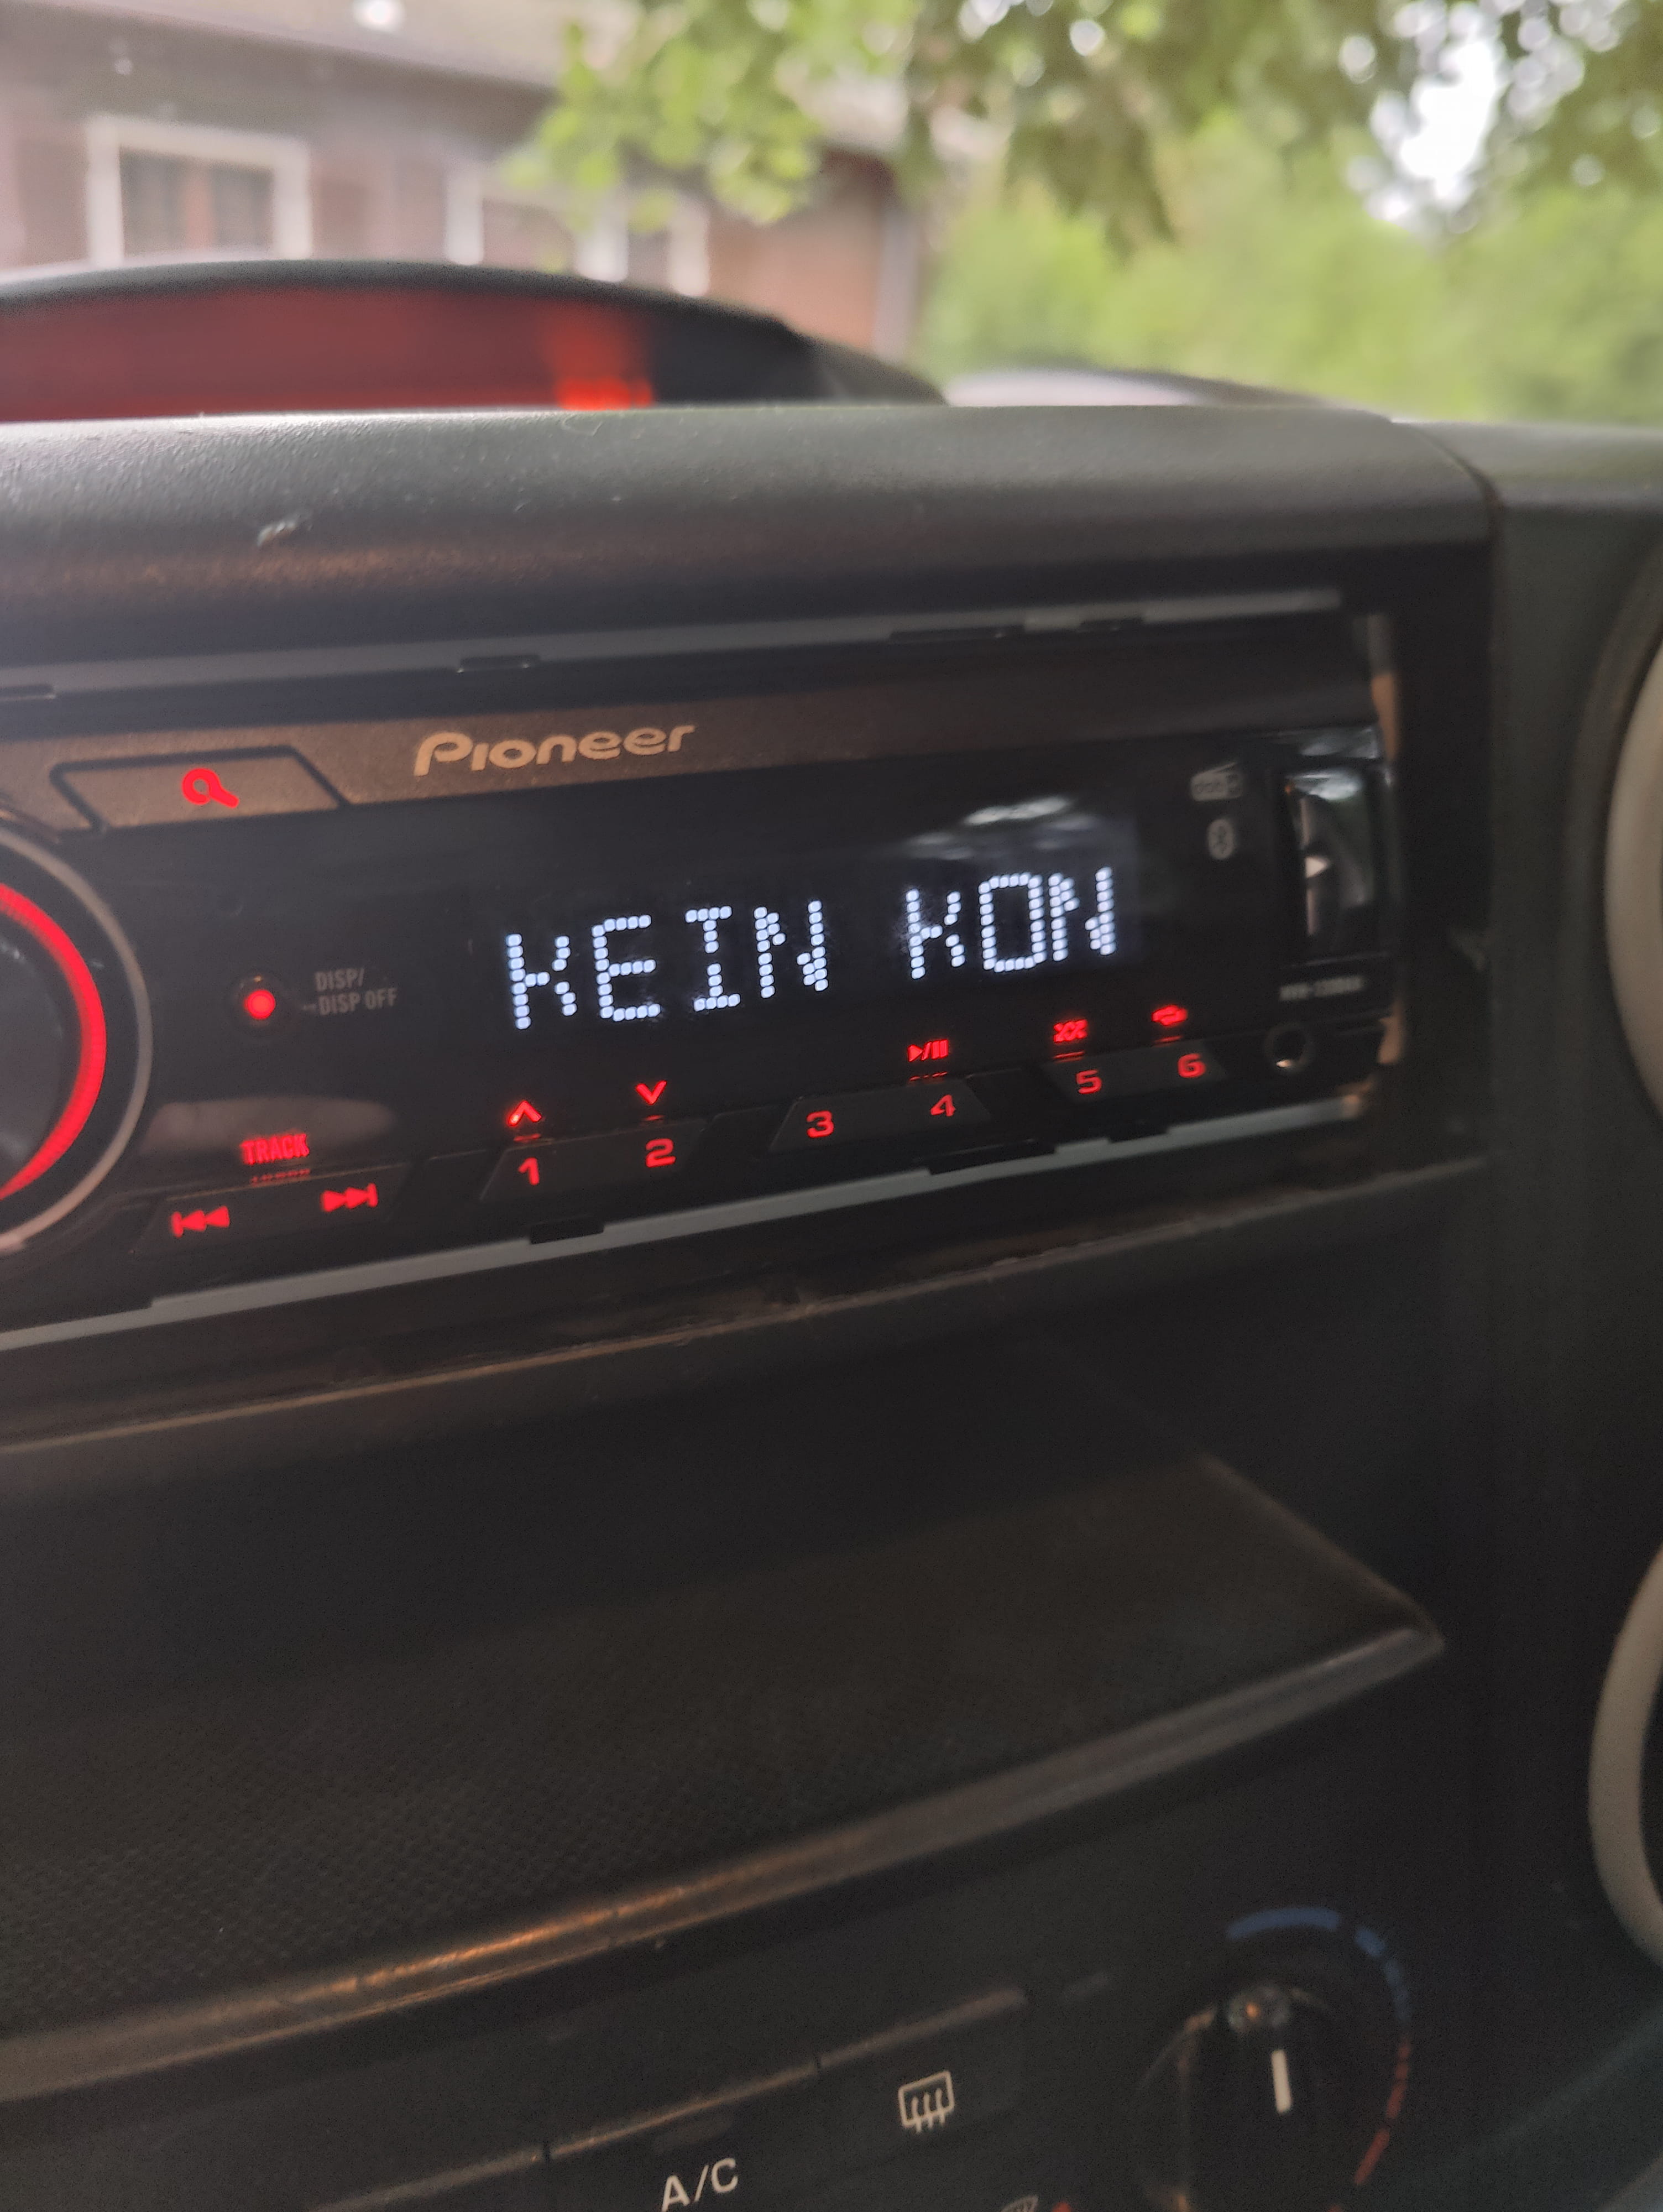 Pioneer
KEIN KON
DISP/
DISP OFF
TRACK
1 2 3 4 5 6
A/C